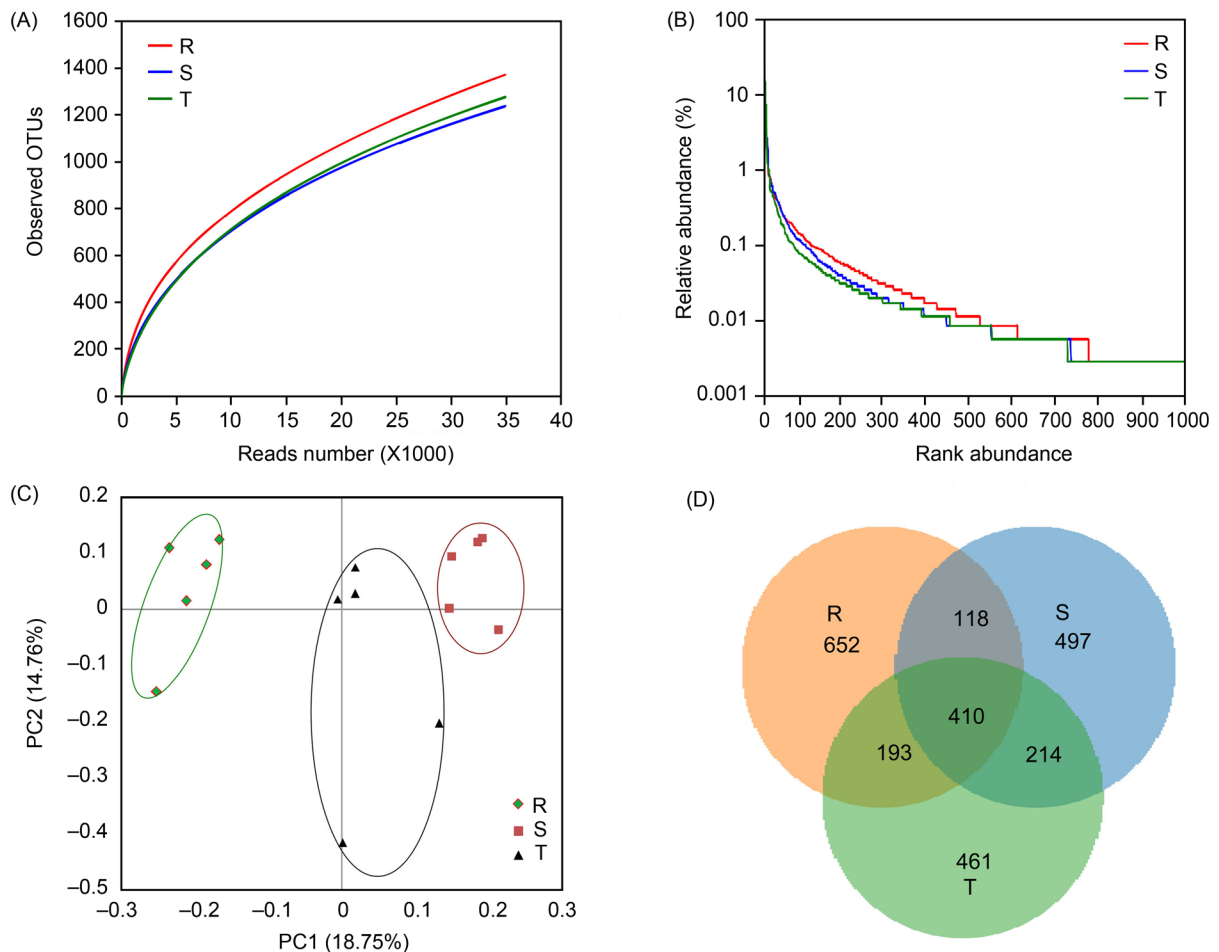 (A)
1600
1400
1200
1000
800
600
400
200
0
Observed OTUs
R
S
T
0 5 10 15 20 25 30 35 40
Reads number (X1000)
(B)
100
10
1
0.1
0.01
0.001
Relative abundance (%)
R
S
T
0 100 200 300 400 500 600 700 800 900 1000
Rank abundance
(C)
0.2
0.1
0
–0.1
–0.2
–0.3
–0.4
–0.5
PC2 (14.76%)
R
S
T
–0.3 –0.2 –0.1 0 0.1 0.2 0.3
PC1 (18.75%)
(D)
R
652
118
S
497
410
193
214
461
T